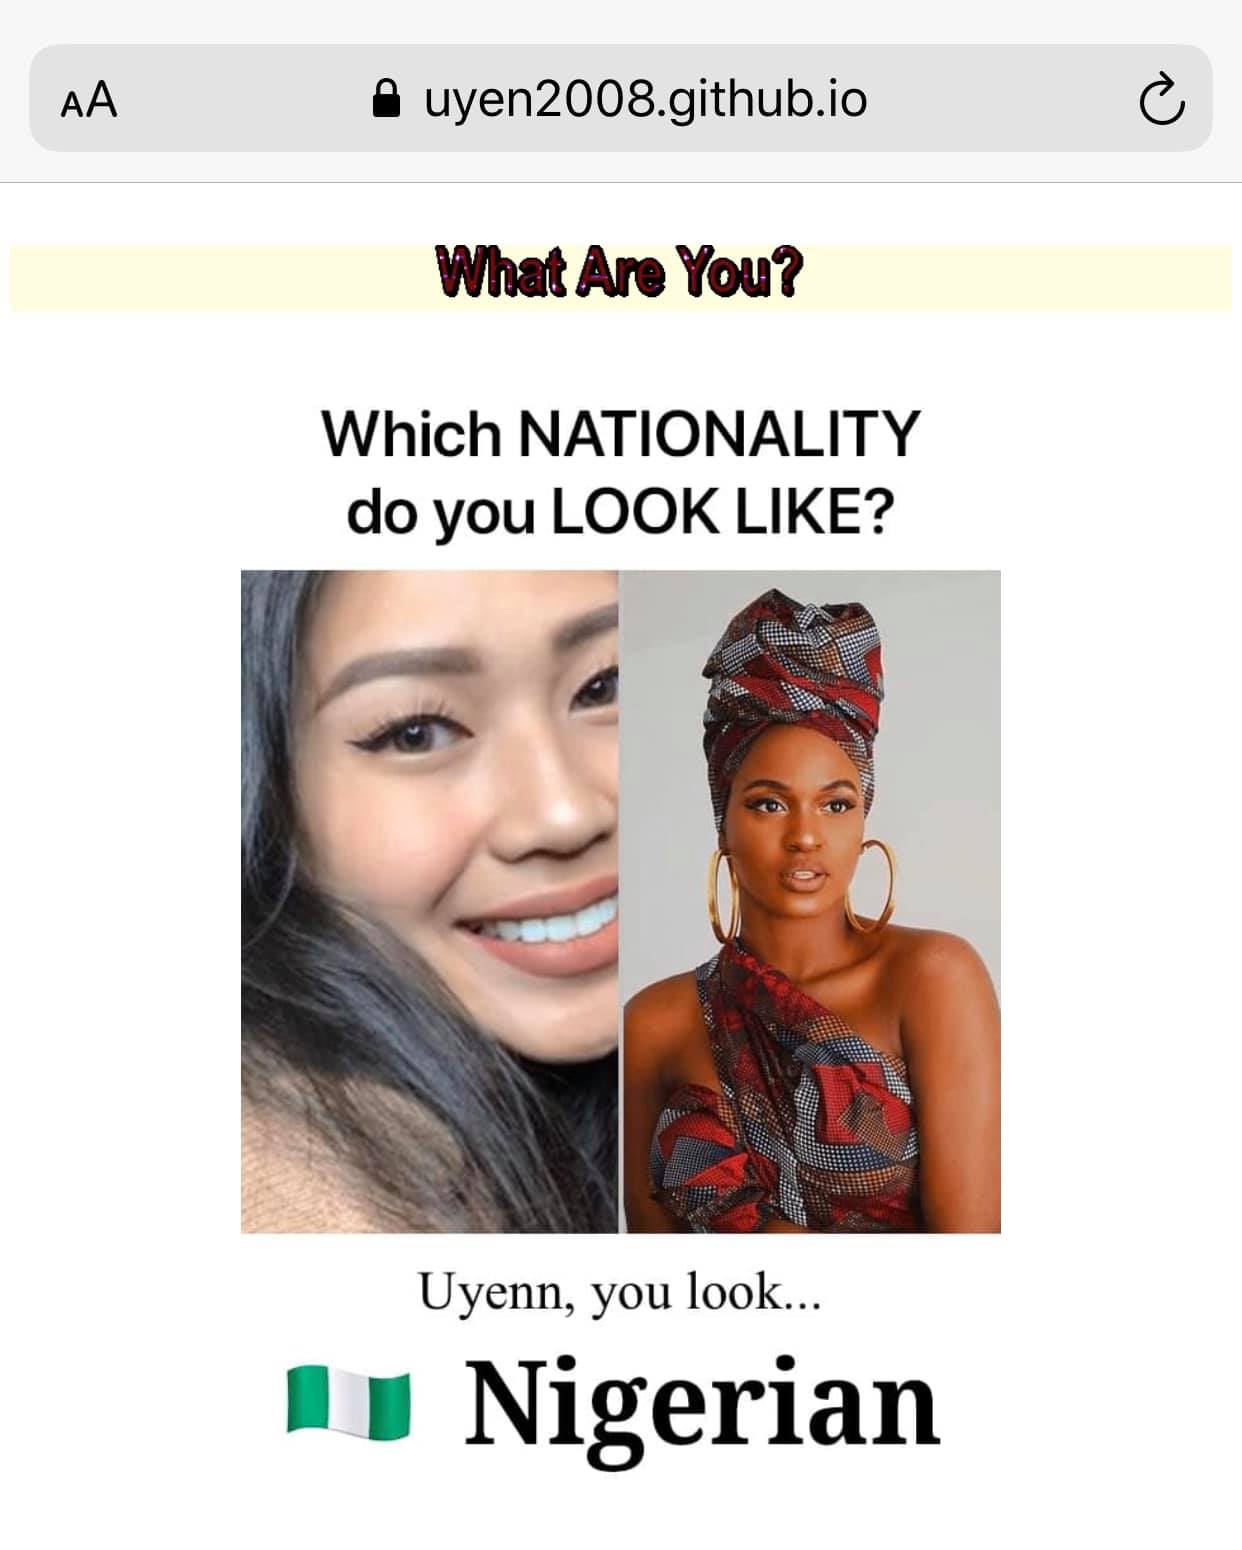 AA uyen2008.github.io
What Are You?
Which NATIONALITY
do you LOOK LIKE?
Uyenn, you look...
Nigerian